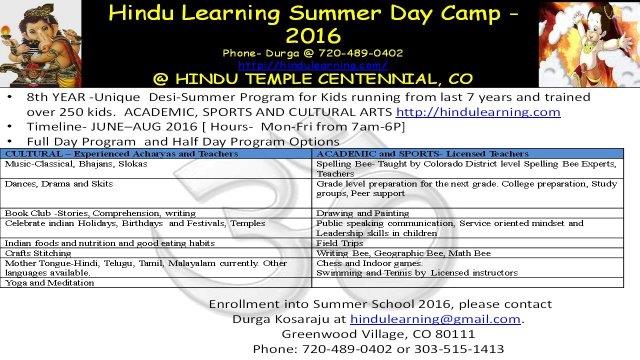 Hindu Learning Summer Day Camp -
2016
Phone- Durga @ 720-489-0402
http://hindulearning.com/
@ HINDU TEMPLE CENTENNIAL, CO
• 8th YEAR -Unique Desi-Summer Program for Kids running from last 7 years and trained
over 250 kids. ACADEMIC, SPORTS AND CULTURAL ARTS http://hindulearning.com
• Timeline- JUNE–AUG 2016 [ Hours- Mon-Fri from 7am-6P]
• Full Day Program and Half Day Program Options
CULTURAL – Experienced Acharyas and Teachers
ACADEMIC and SPORTS- Licensed Teachers
Music-Classical, Bhajans, Slokas
Spelling Bee- Taught by Colorado District level Spelling Bee Experts,
Teachers
Dances, Drama and Skits
Grade level preparation for the next grade. College preparation, Study
groups, Peer support
Book Club -Stories, Comprehension, writing
Drawing and Painting
Celebrate indian Holidays, Birthdays and Festivals, Temples
Public speaking communication, Service oriented mindset and
Leadership skills in children
Indian foods and nutrition and good eating habits
Field Trips
Crafts Stitching
Writing Bee, Geographic Bee, Math Bee
Mother Tongue-Hindi, Telugu, Tamil, Malayalam currently. Other
languages available.
Chess and Indoor games.
Swimming and Tennis by Licensed instructors
Yoga and Meditation
Enrollment into Summer School 2016, please contact
Durga Kosaraju at hindulearning@gmail.com.
Greenwood Village, CO 80111
Phone: 720-489-0402 or 303-515-1413